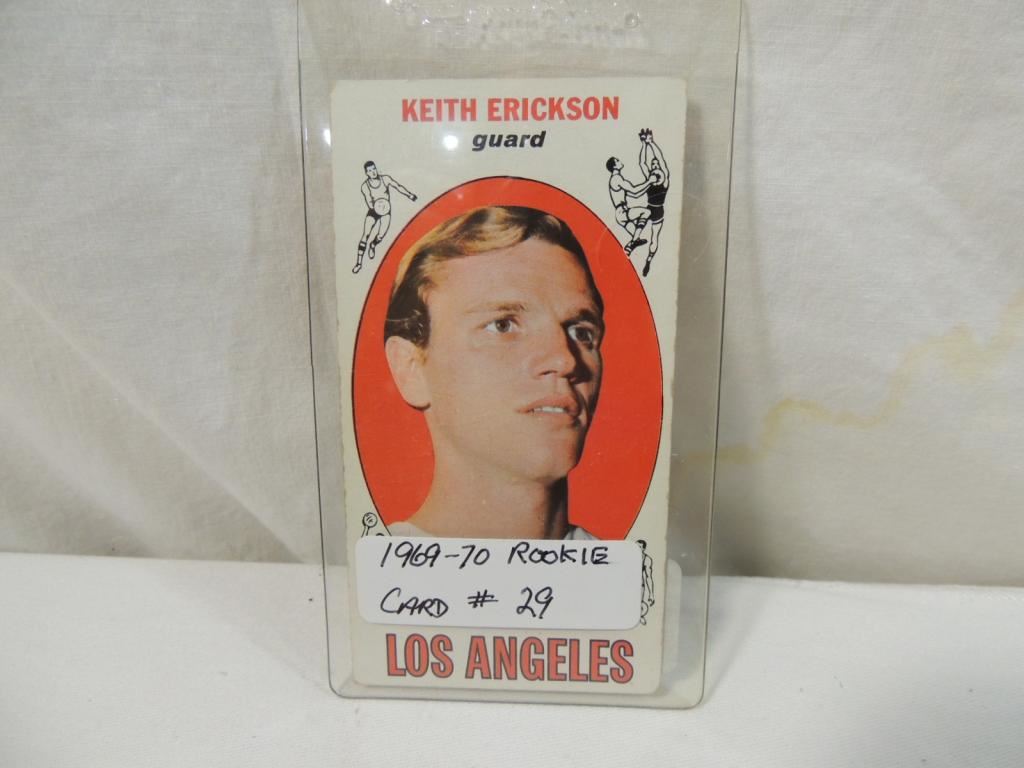 KEITH ERICKSON
guard
1969-70 ROOKIE
CARD # 29
LOS ANGELES